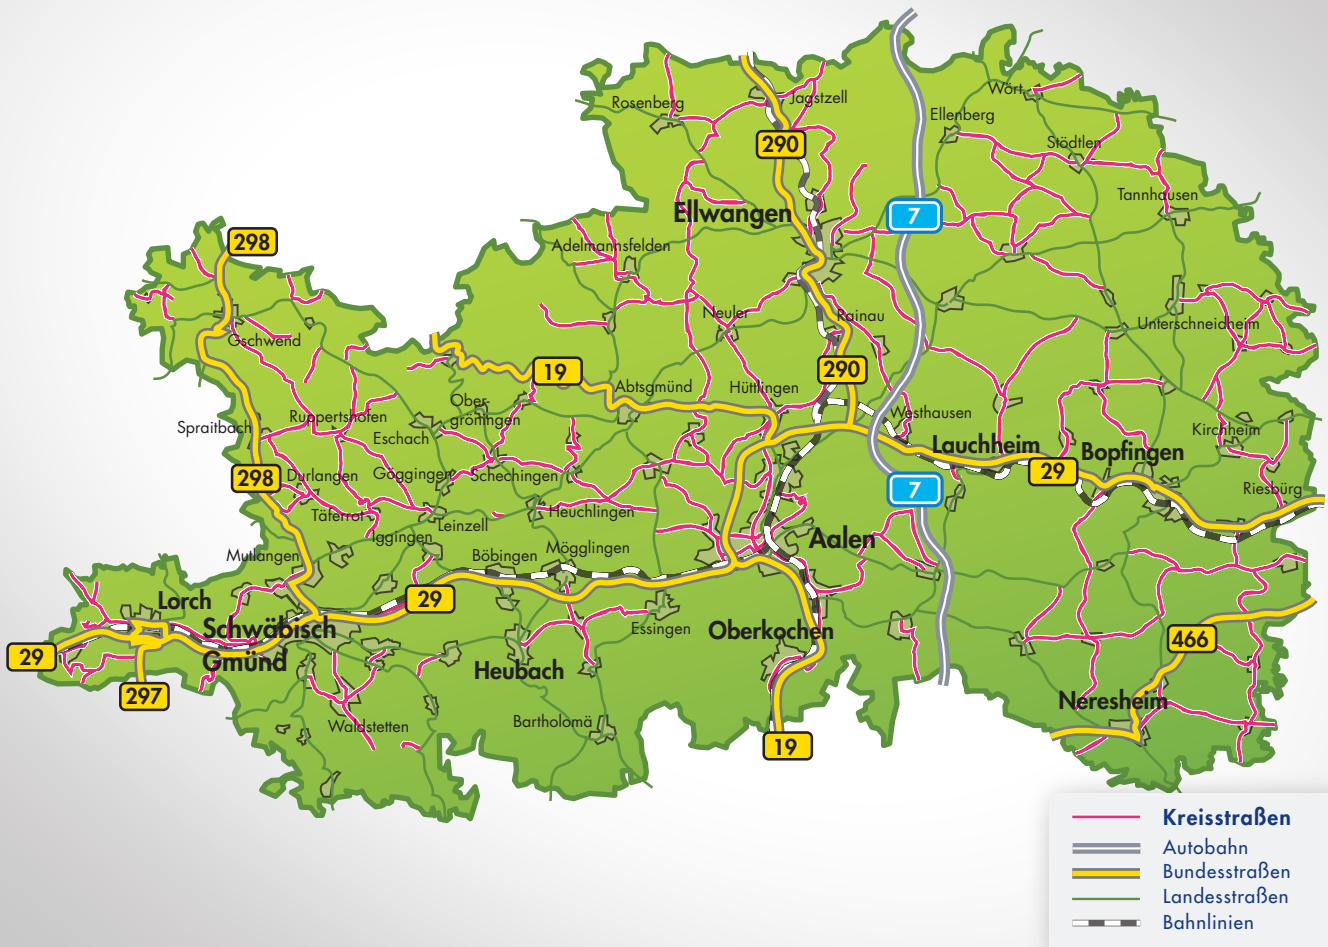 Rosenberg
Jagstzell
Wört
Ellenberg
Stödtlen
290
Tannhausen
Ellwangen
7
298
Adelmannsfelden
Neuler
Rainau
Unterschneidheim
Gschwend
19
290
Abtsgmünd
Hüttlingen
Ober-
gröningen
Westhausen
Ruppertshofen
Spraitbach
Eschach
Kirchheim
Lauchheim
Bopfingen
29
298
Durlangen
Göggingen
Schechingen
7
Riesbürg
Täferrot
Heuchlingen
Leinzell
Iggingen
Aalen
Mutlangen
Böbingen
Mögglingen
Lorch
29
Schwäbisch
Gmünd
Essingen
Oberkochen
466
29
297
Heubach
Neresheim
Waldstetten
Bartholomä
19
Kreisstraßen
Autobahn
Bundesstraßen
Landesstraßen
Bahnlinien